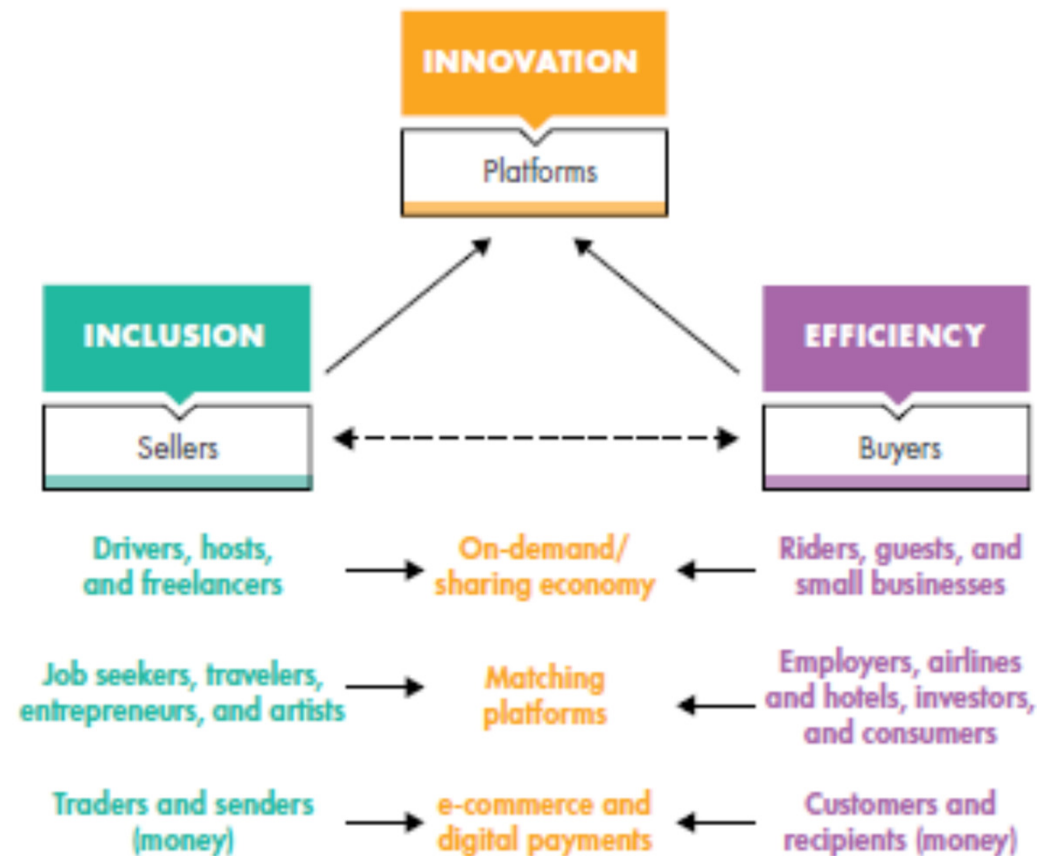 INNOVATION
Platforms
INCLUSION
EFFICIENCY
Sellers
Buyers
Drivers, hosts,
and freelancers
On-demand/
sharing economy
Riders, guests, and
small businesses
Job seekers, travelers,
entrepreneurs, and artists
Matching
platforms
Employers, airlines
and hotels, investors,
and consumers
Traders and senders
(money)
e-commerce and
digital payments
Customers and
recipients (money)